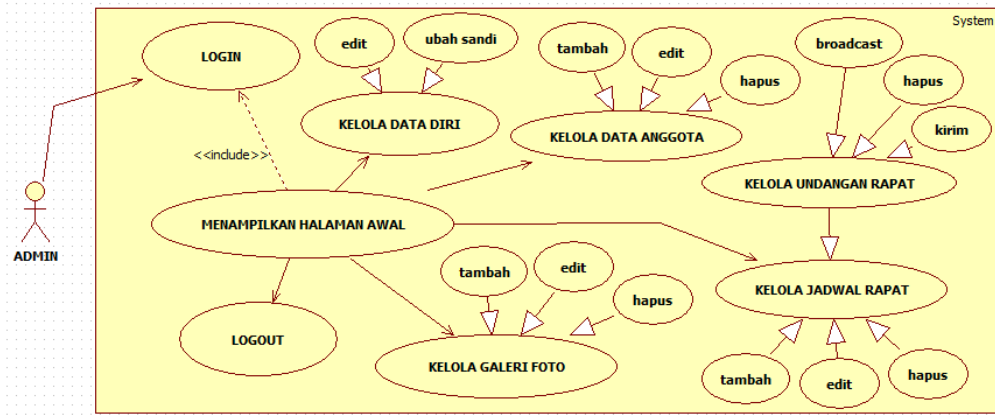 System
LOGIN
edit
ubah sandi
tambah
edit
hapus
broadcast
hapus
kirim
KELOLA DATA DIRI
KELOLA DATA ANGGOTA
<<include>>
KELOLA UNDANGAN RAPAT
ADMIN
MENAMPILKAN HALAMAN AWAL
tambah
edit
hapus
KELOLA JADWAL RAPAT
LOGOUT
KELOLA GALERI FOTO
tambah
edit
hapus